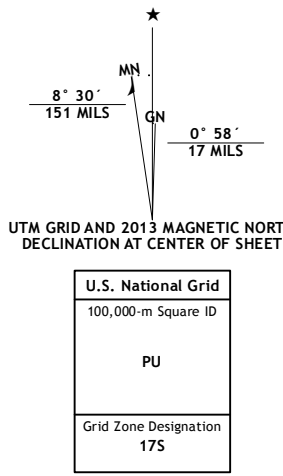 ★
MN
GN
8° 30´
151 MILS
0° 58´
17 MILS
UTM GRID AND 2013 MAGNETIC NORT
DECLINATION AT CENTER OF SHEET
U.S. National Grid
100,000-m Square ID
PU
Grid Zone Designation
17S